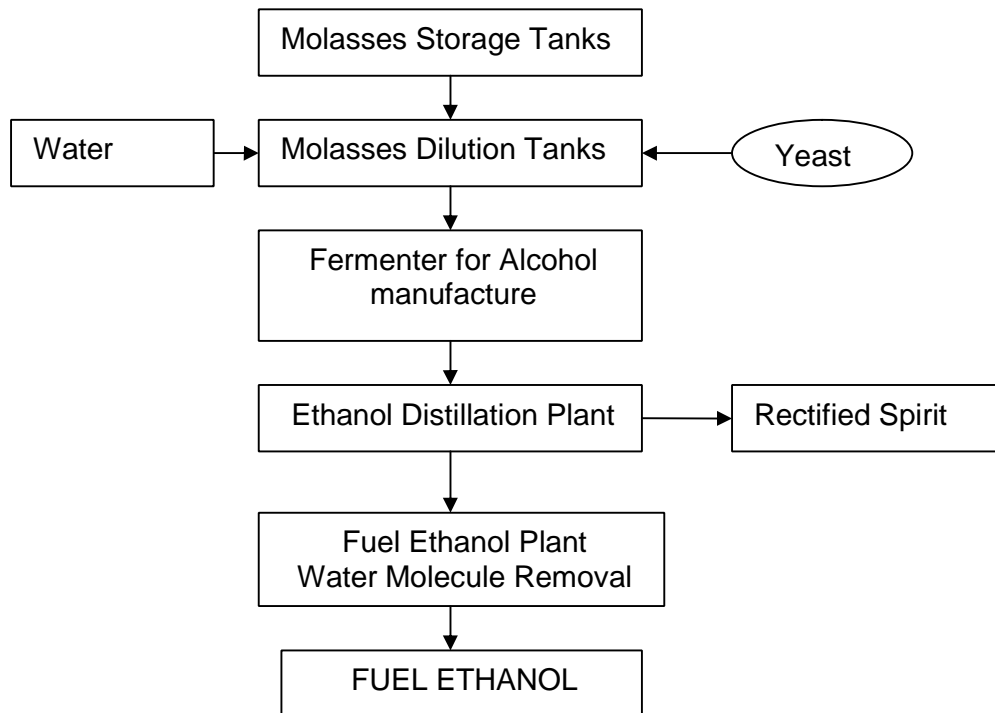 Molasses Storage Tanks
Water
Molasses Dilution Tanks
Yeast
Fermenter for Alcohol
manufacture
Ethanol Distillation Plant
Rectified Spirit
Fuel Ethanol Plant
Water Molecule Removal
FUEL ETHANOL